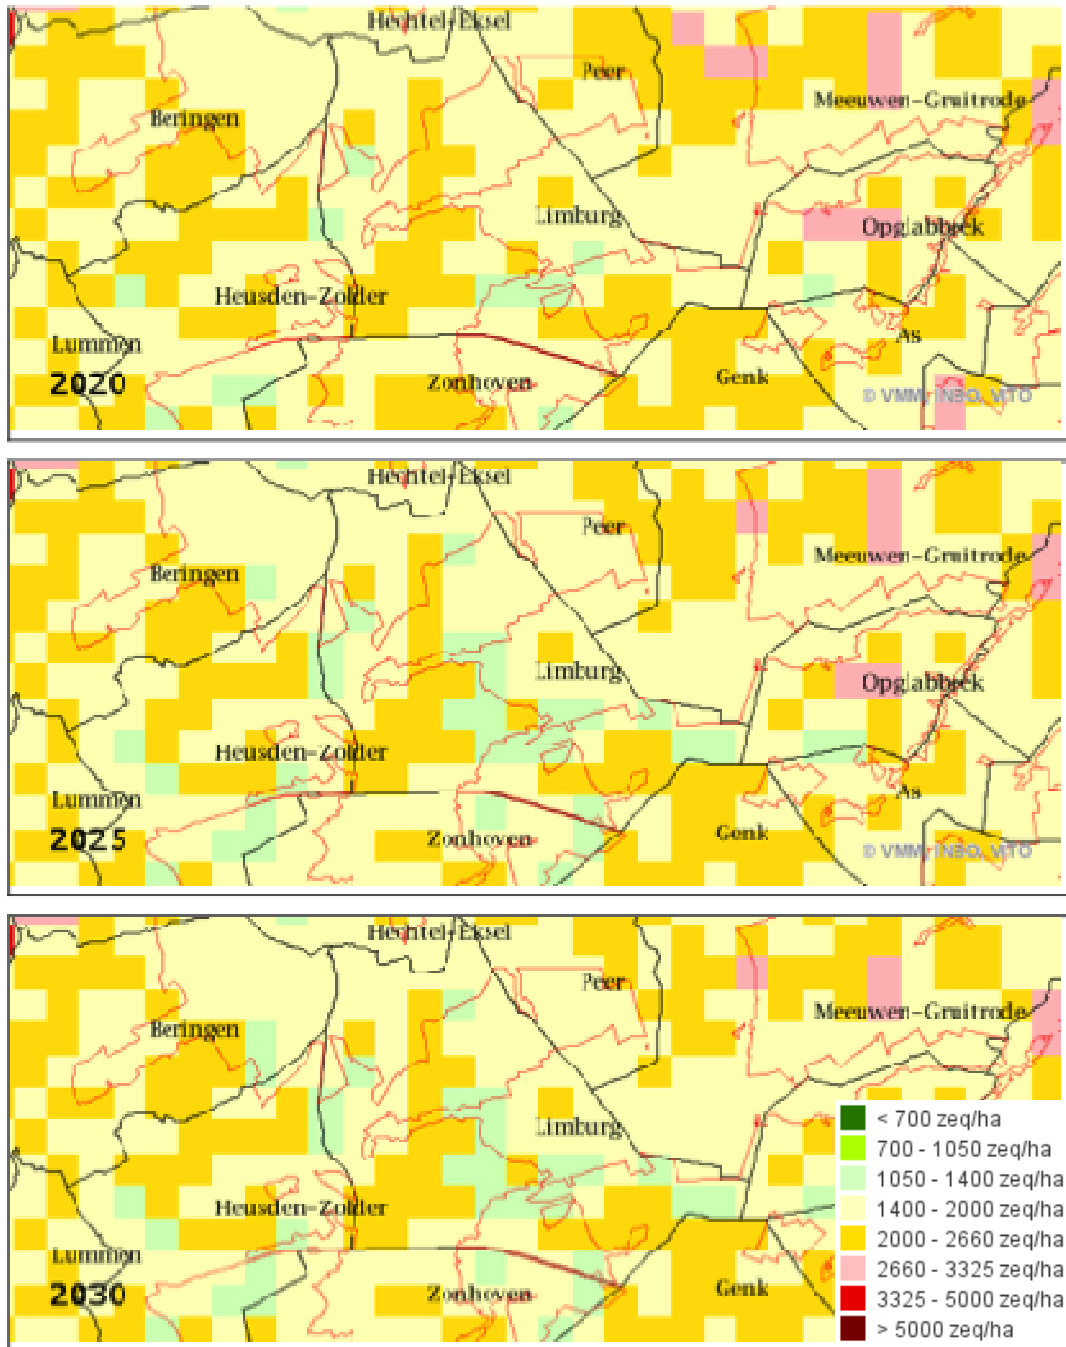 Hechtel-Eksel
Peer
Meeuwen-Gruitrode
Beringen
Limburg
Opglabbeek
Heusden-Zolder
As
Lummen
Zonhoven
Genk
2020
© VMM, INBO, VITO
Hechtel-Eksel
Peer
Meeuwen-Gruitrode
Beringen
Limburg
Opglabbeek
Heusden-Zolder
As
Lummen
Zonhoven
Genk
2025
© VMM, INBO, VITO
Hechtel-Eksel
Peer
Meeuwen-Gruitrode
Beringen
Limburg
Heusden-Zolder
Lummen
Zonhoven
Genk
2030
< 700 zeq/ha
700 - 1050 zeq/ha
1050 - 1400 zeq/ha
1400 - 2000 zeq/ha
2000 - 2660 zeq/ha
2660 - 3325 zeq/ha
3325 - 5000 zeq/ha
> 5000 zeq/ha